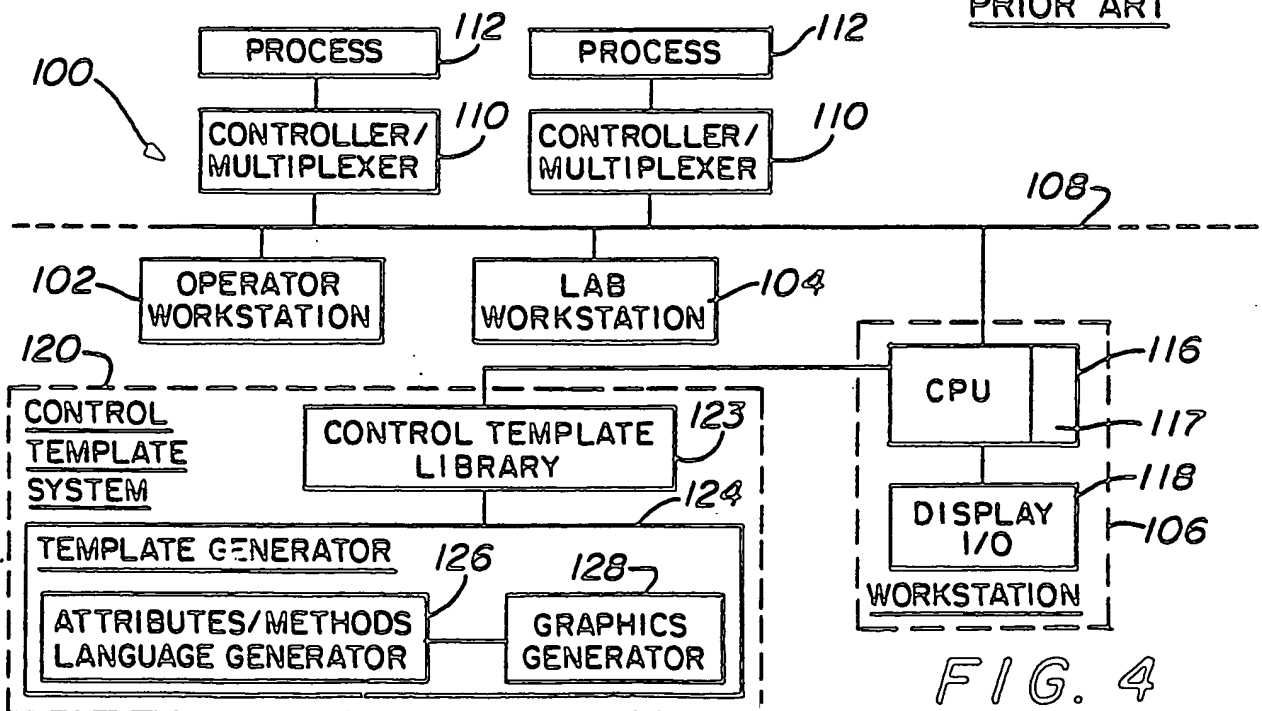 PRIOR ART
100
PROCESS
112
PROCESS
112
CONTROLLER/
MULTIPLEXER
110
CONTROLLER/
MULTIPLEXER
110
108
102
OPERATOR
WORKSTATION
LAB
WORKSTATION
104
120
CONTROL
TEMPLATE
SYSTEM
CONTROL TEMPLATE
LIBRARY
123
124
TEMPLATE GENERATOR
126
128
ATTRIBUTES/METHODS
LANGUAGE GENERATOR
GRAPHICS
GENERATOR
CPU
116
117
DISPLAY
I/O
118
106
WORKSTATION
FIG. 4